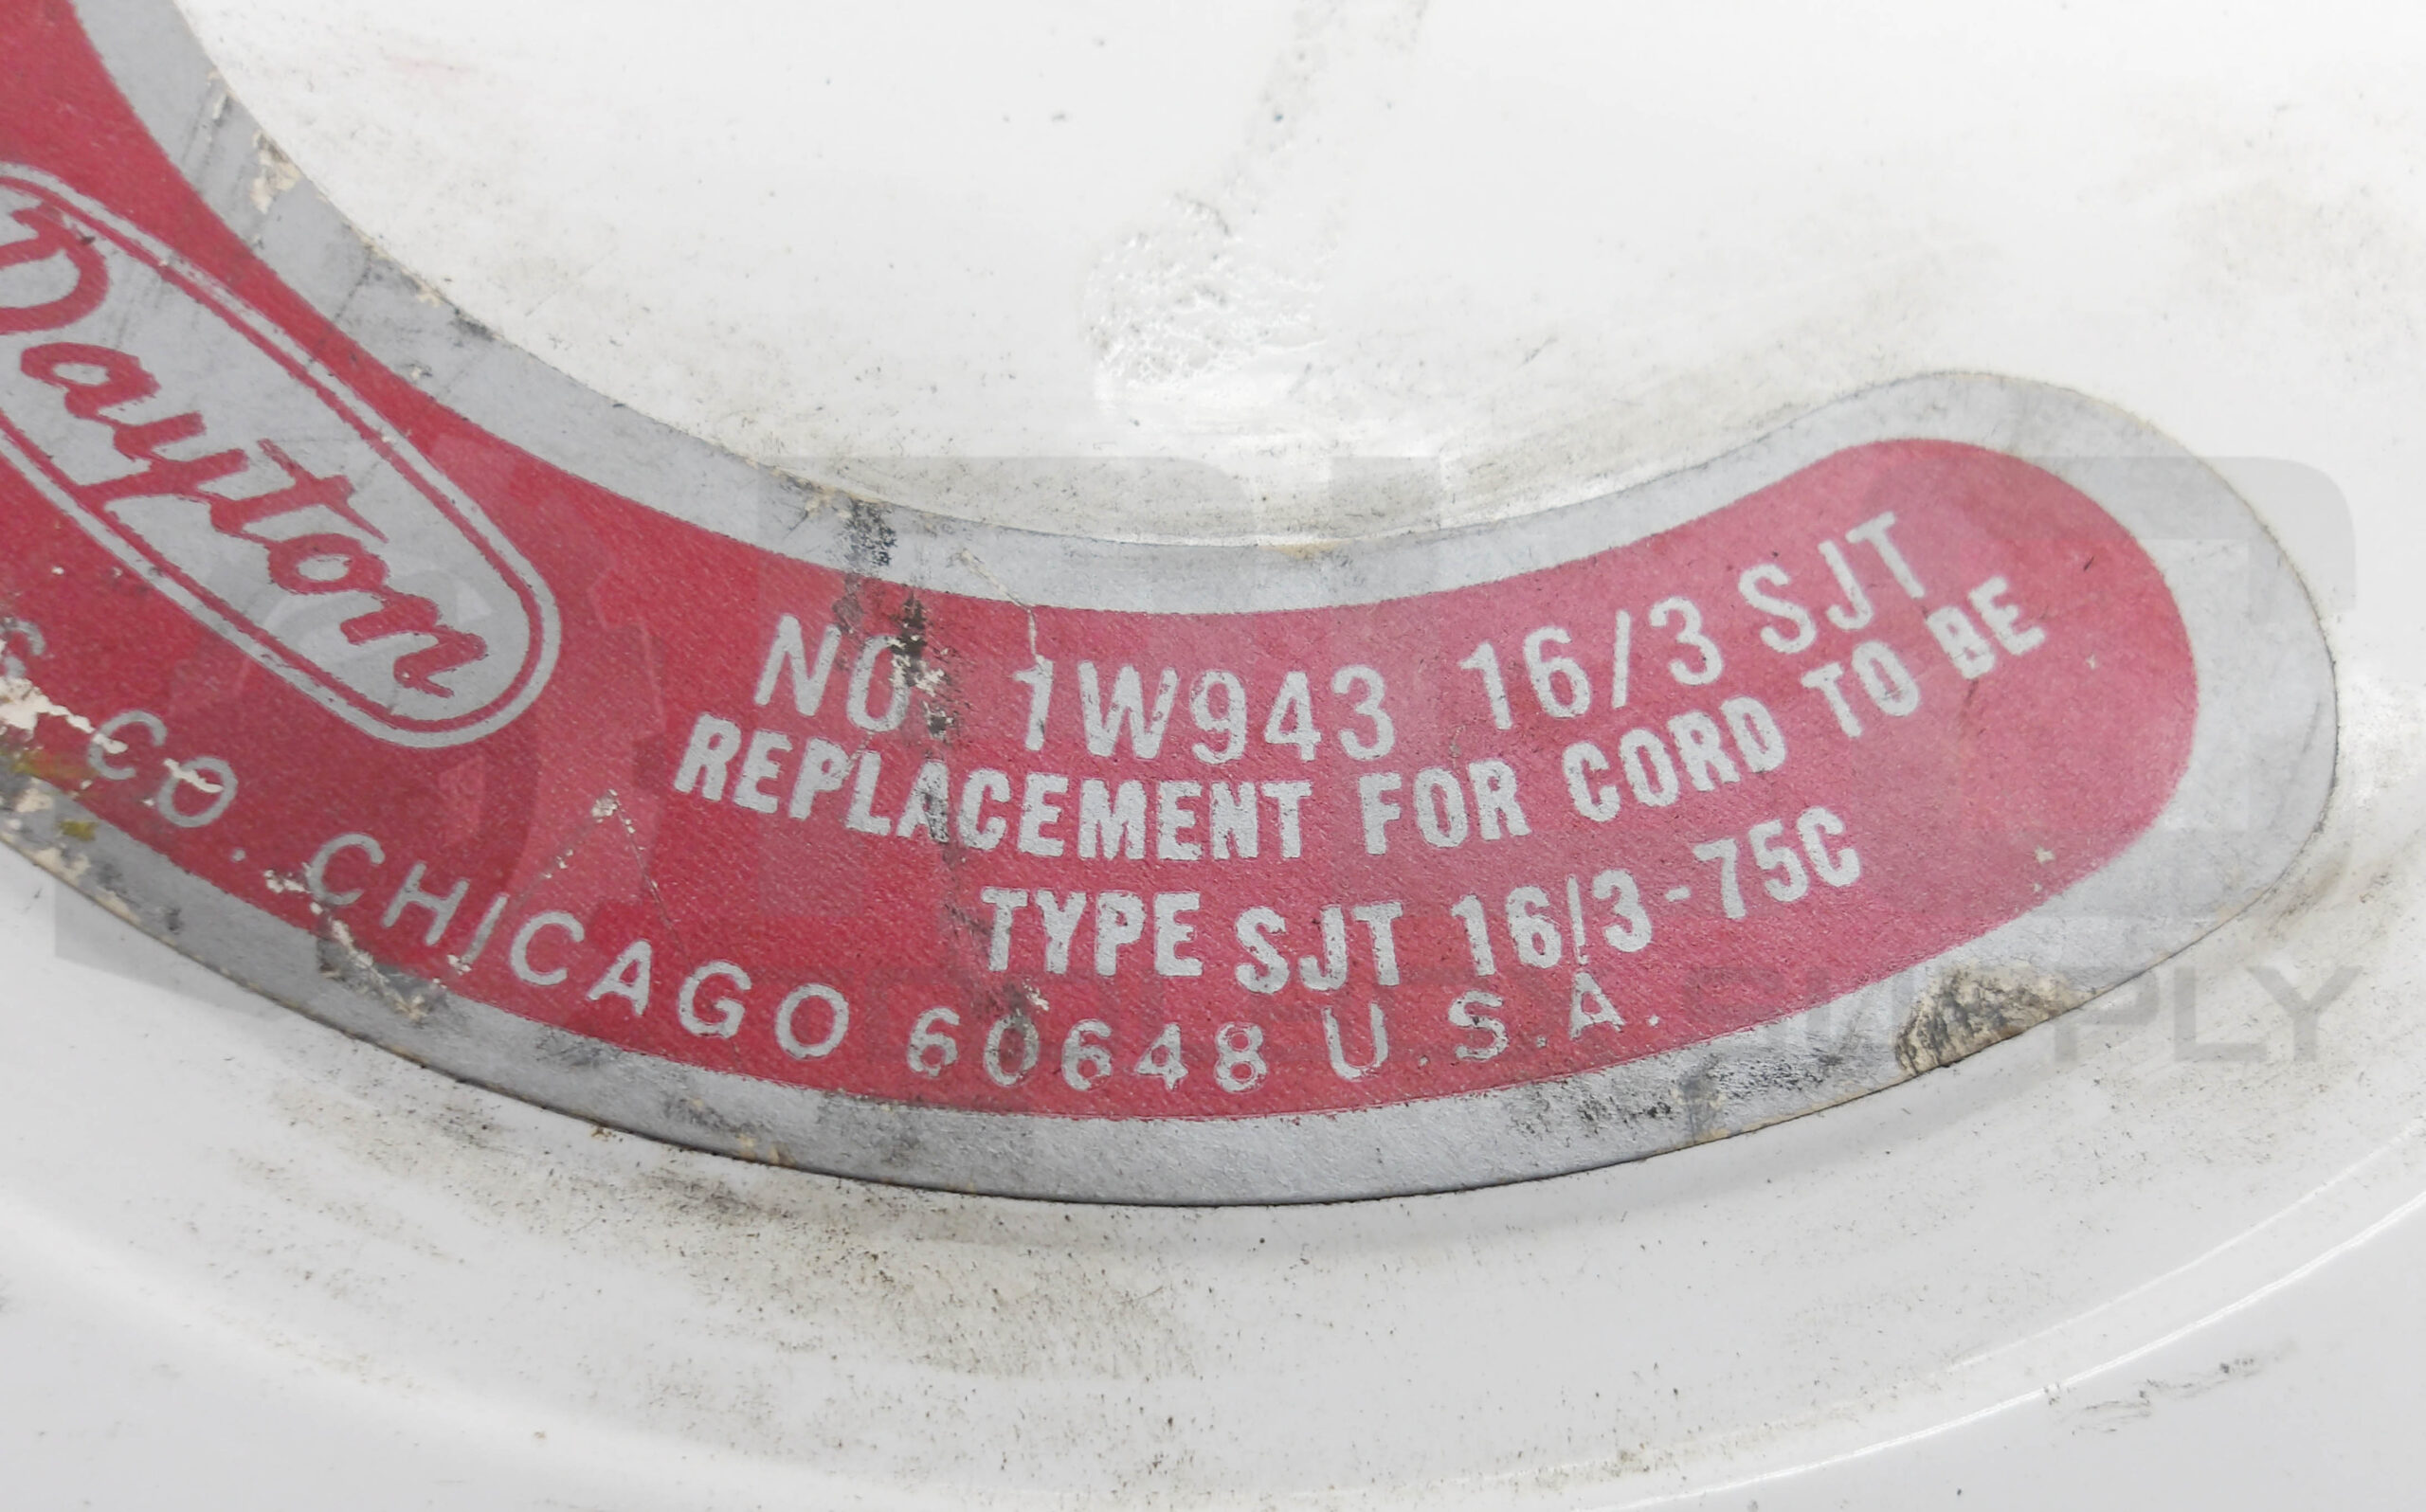 Dayton
NO. 1W943 16/3 SJT
REPLACEMENT FOR CORD TO BE
TYPE SJT 16/3-75C
CO. CHICAGO 60648 U.S.A.
SUPPLY